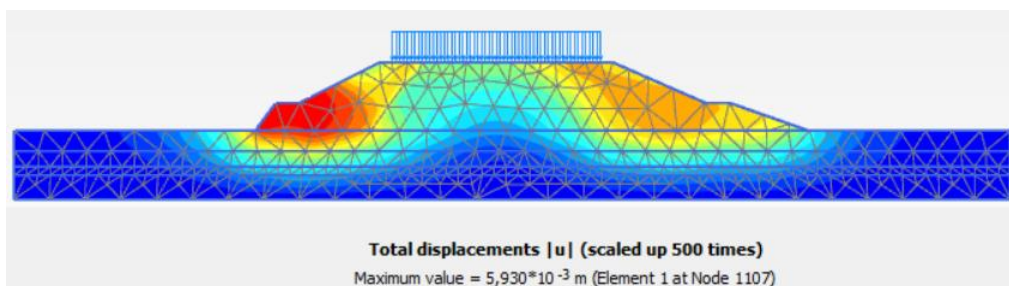 Total displacements |u| (scaled up 500 times)
Maximum value = 5,930*10 -3 m (Element 1 at Node 1107)